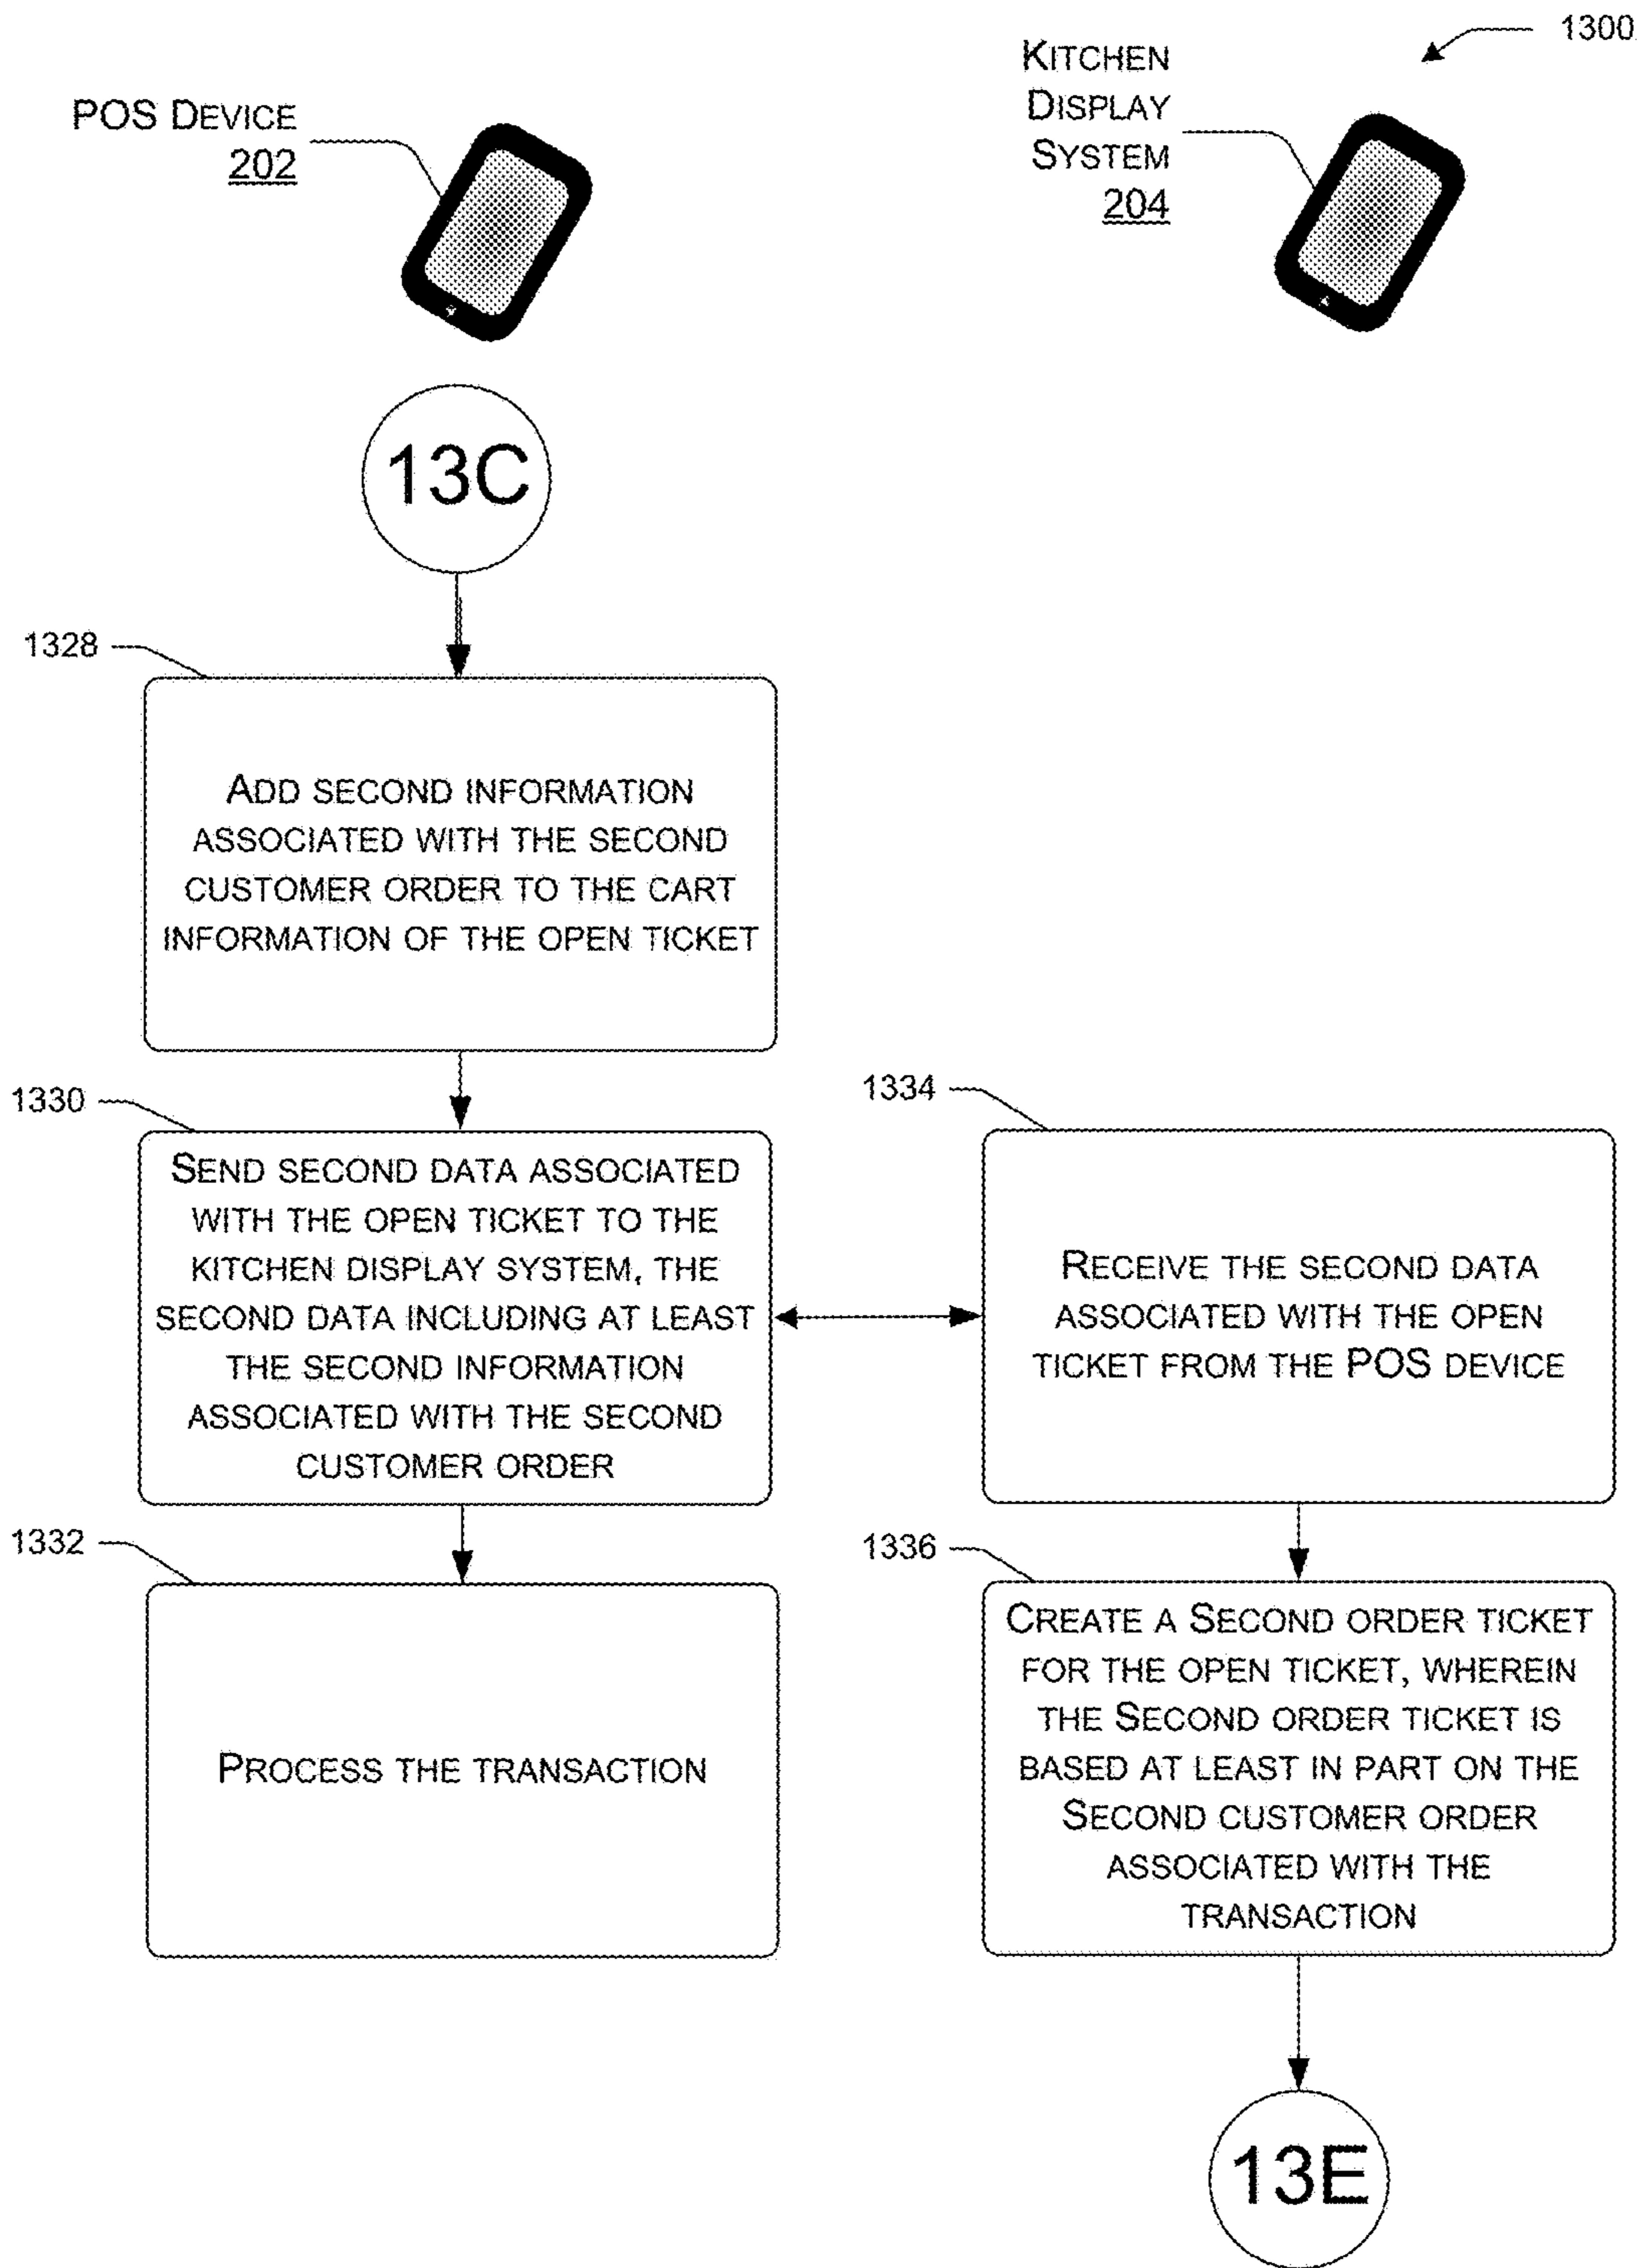 1300
POS DEVICE
202
KITCHEN
DISPLAY
SYSTEM
204
13C
1328
ADD SECOND INFORMATION
ASSOCIATED WITH THE SECOND
CUSTOMER ORDER TO THE CART
INFORMATION OF THE OPEN TICKET
1330
SEND SECOND DATA ASSOCIATED
WITH THE OPEN TICKET TO THE
KITCHEN DISPLAY SYSTEM, THE
SECOND DATA INCLUDING AT LEAST
THE SECOND INFORMATION
ASSOCIATED WITH THE SECOND
CUSTOMER ORDER
1334
RECEIVE THE SECOND DATA
ASSOCIATED WITH THE OPEN
TICKET FROM THE POS DEVICE
1332
PROCESS THE TRANSACTION
1336
CREATE A SECOND ORDER TICKET
FOR THE OPEN TICKET, WHEREIN
THE SECOND ORDER TICKET IS
BASED AT LEAST IN PART ON THE
SECOND CUSTOMER ORDER
ASSOCIATED WITH THE
TRANSACTION
13E